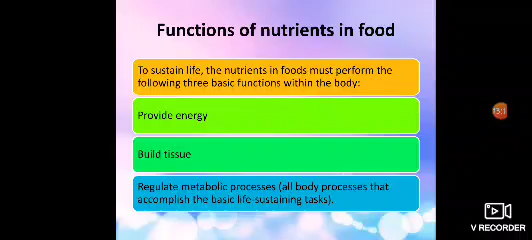 Functions of nutrients in food
To sustain life, the nutrients in foods must perform the
following three basic functions within the body:
Provide energy
Build tissue
Regulate metabolic processes (all body processes that
accomplish the basic life-sustaining tasks).
V RECORDER